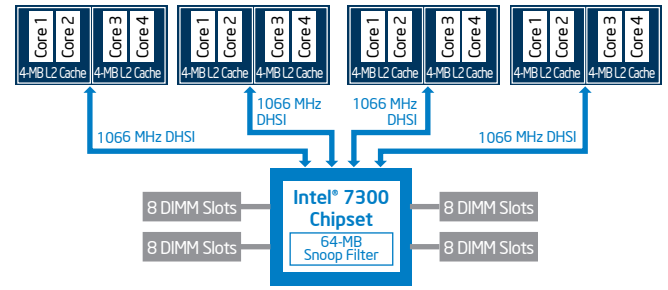 Core 1
Core 2
Core 3
Core 4
4-MB L2 Cache
4-MB L2 Cache
Core 1
Core 2
Core 3
Core 4
4-MB L2 Cache
4-MB L2 Cache
Core 1
Core 2
Core 3
Core 4
4-MB L2 Cache
4-MB L2 Cache
Core 1
Core 2
Core 3
Core 4
4-MB L2 Cache
4-MB L2 Cache
1066 MHz DHSI
1066 MHz
DHSI
1066 MHz
DHSI
1066 MHz DHSI
8 DIMM Slots
8 DIMM Slots
Intel® 7300
Chipset
64-MB
Snoop Filter
8 DIMM Slots
8 DIMM Slots